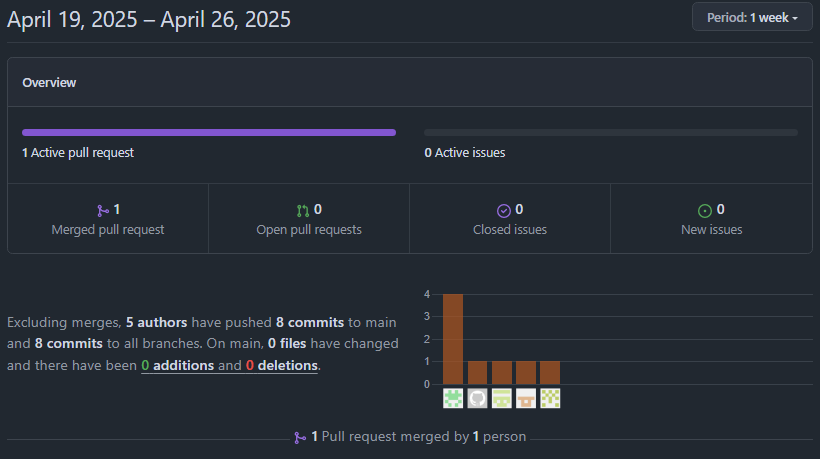 April 19, 2025 – April 26, 2025
Period: 1 week
Overview
1 Active pull request
0 Active issues
1
Merged pull request
0
Open pull requests
0
Closed issues
0
New issues
Excluding merges, 5 authors have pushed 8 commits to main
and 8 commits to all branches. On main, 0 files have changed
and there have been 0 additions and 0 deletions.
4
3
2
1
0
1 Pull request merged by 1 person